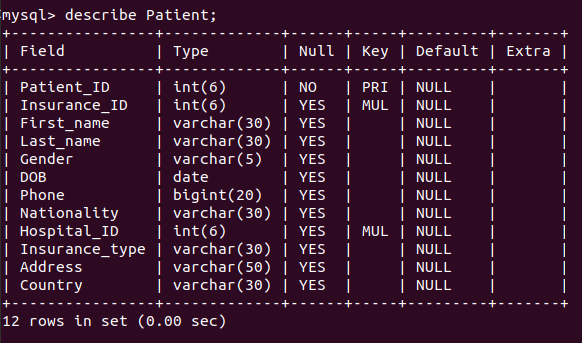 mysql> describe Patient;
+----------------+-------------+------+-----+---------+-------+
| Field          | Type        | Null | Key | Default | Extra |
+----------------+-------------+------+-----+---------+-------+
| Patient_ID     | int(6)      | NO   | PRI | NULL    |       |
| Insurance_ID   | int(6)      | YES  | MUL | NULL    |       |
| First_name     | varchar(30) | YES  |     | NULL    |       |
| Last_name      | varchar(30) | YES  |     | NULL    |       |
| Gender         | varchar(5)  | YES  |     | NULL    |       |
| DOB            | date        | YES  |     | NULL    |       |
| Phone          | bigint(20)  | YES  |     | NULL    |       |
| Nationality    | varchar(30) | YES  |     | NULL    |       |
| Hospital_ID    | int(6)      | YES  | MUL | NULL    |       |
| Insurance_type | varchar(30) | YES  |     | NULL    |       |
| Address        | varchar(50) | YES  |     | NULL    |       |
| Country        | varchar(30) | YES  |     | NULL    |       |
+----------------+-------------+------+-----+---------+-------+
12 rows in set (0.00 sec)